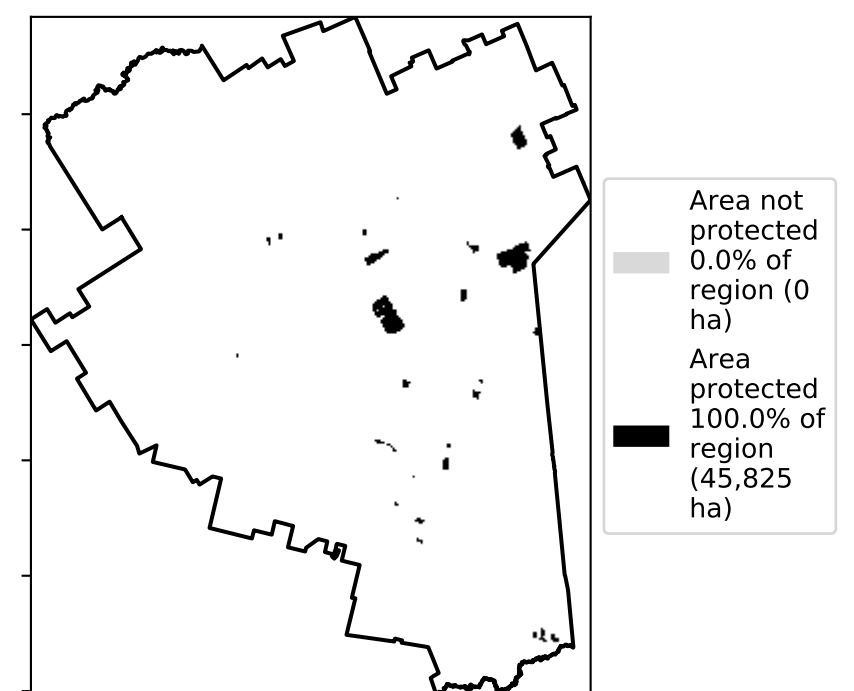 Area not
protected
0.0% of
region (0
ha)
Area
protected
100.0% of
region
(45,825
ha)